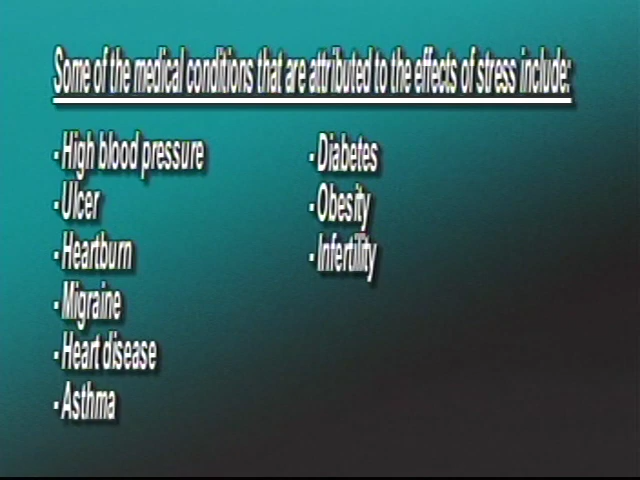 Some of the medical conditions that are attributed to the effects of stress include:
- High blood pressure
- Ulcer
- Heartburn
- Migraine
- Heart disease
- Asthma
- Diabetes
- Obesity
- Infertility